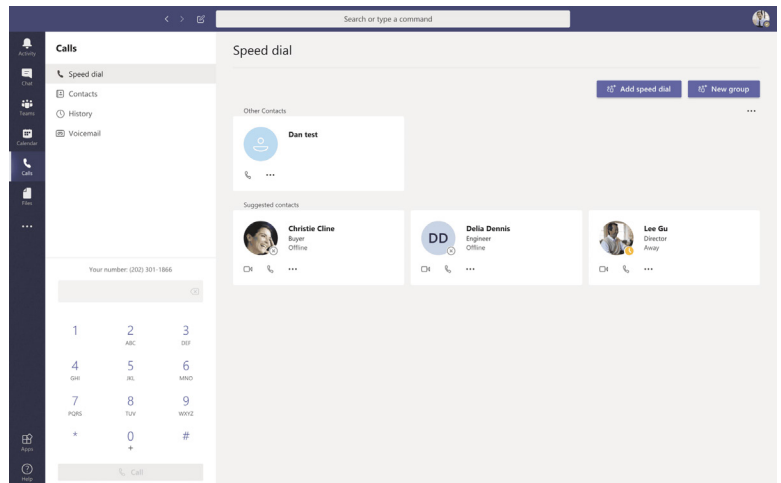 Search or type a command
Activity
Chat
Teams
Calendar
Calls
Files
Apps
Help
Calls
Speed dial
Contacts
History
Voicemail
Your number: (202) 301-1866
1
2
ABC
3
DEF
4
GHI
5
JKL
6
MNO
7
PQRS
8
TUV
9
WXYZ
*
0
+
#
Call
Speed dial
Add speed dial
New group
Other Contacts
Dan test
Suggested contacts
Christie Cline
Buyer
Offline
DD
Delia Dennis
Engineer
Offline
Lee Gu
Director
Away